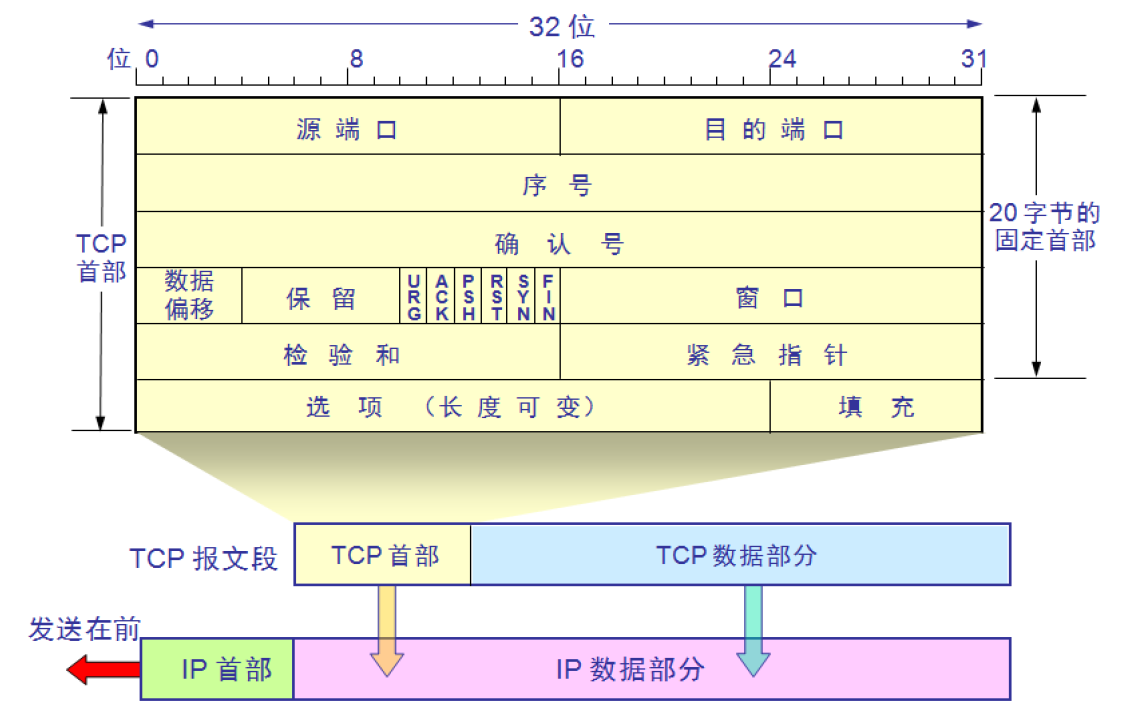 32 位
位 0 8 16 24 31
源端口 目的端口
序号
确认号
TCP
首部
20 字节的
固定首部
数据
偏移
保留
URG
ACK
PSH
RST
SYN
FIN
窗口
检验和 紧急指针
选项（长度可变） 填充
TCP 报文段 TCP 首部 TCP 数据部分
发送在前
IP 首部 IP 数据部分